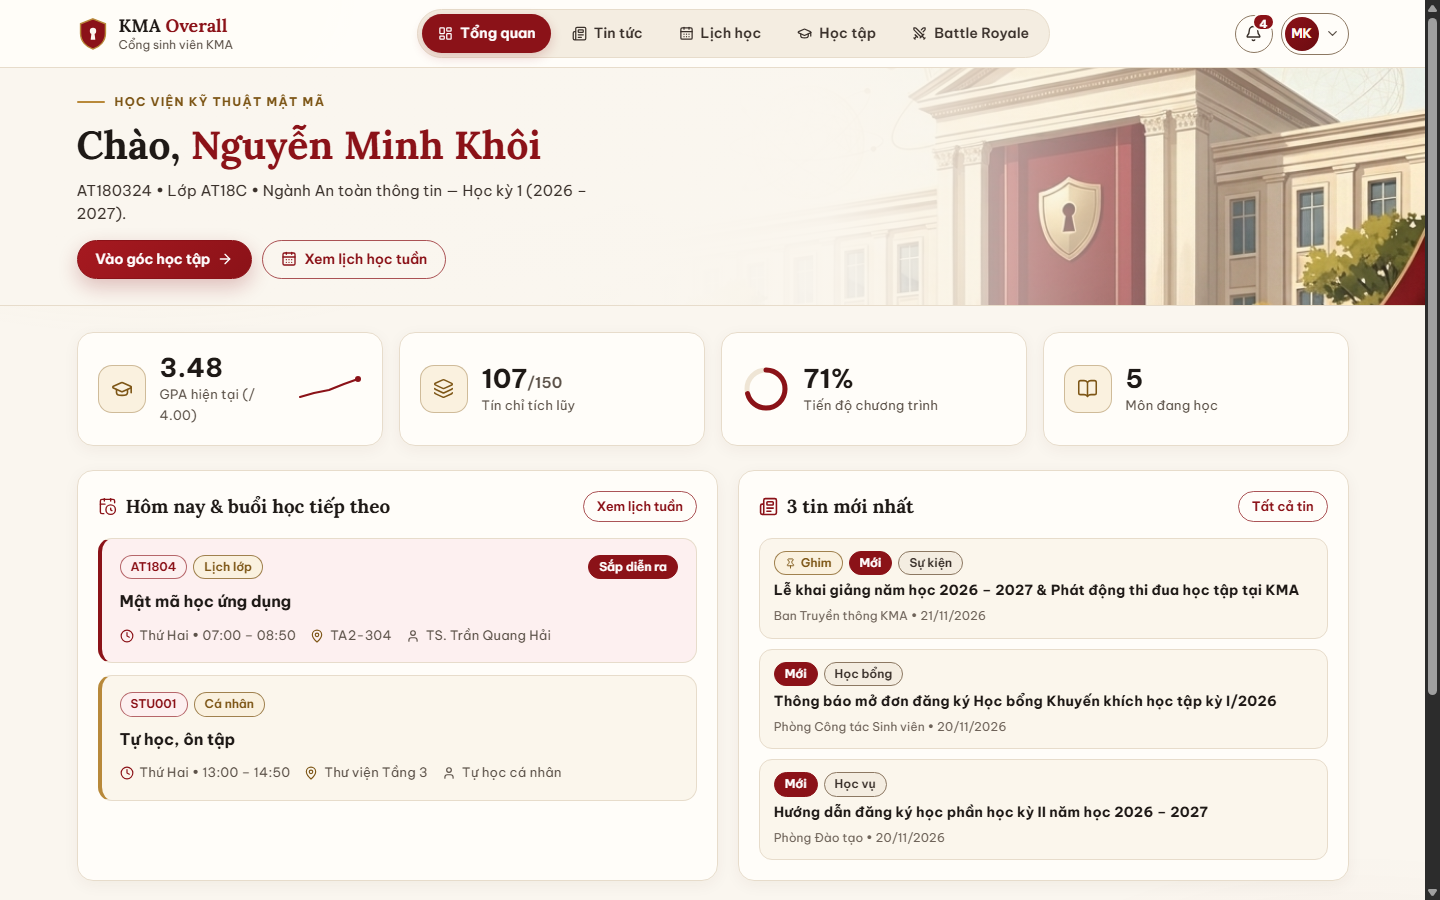 KMA Overall
Cổng sinh viên KMA
Tổng quan
Tin tức
Lịch học
Học tập
Battle Royale
4
MK
HỌC VIỆN KỸ THUẬT MẬT MÃ
Chào, Nguyễn Minh Khôi
AT180324 • Lớp AT18C • Ngành An toàn thông tin — Học kỳ 1 (2026 –
2027).
Vào góc học tập
Xem lịch học tuần
3.48
GPA hiện tại (/
4.00)
107/150
Tín chỉ tích lũy
71%
Tiến độ chương trình
5
Môn đang học
Hôm nay & buổi học tiếp theo
Xem lịch tuần
AT1804
Lịch lớp
Sắp diễn ra
Mật mã học ứng dụng
Thứ Hai • 07:00 – 08:50
TA2-304
TS. Trần Quang Hải
STU001
Cá nhân
Tự học, ôn tập
Thứ Hai • 13:00 – 14:50
Thư viện Tầng 3
Tự học cá nhân
3 tin mới nhất
Tất cả tin
Ghim
Mới
Sự kiện
Lễ khai giảng năm học 2026 – 2027 & Phát động thi đua học tập tại KMA
Ban Truyền thông KMA • 21/11/2026
Mới
Học bổng
Thông báo mở đơn đăng ký Học bổng Khuyến khích học tập kỳ I/2026
Phòng Công tác Sinh viên • 20/11/2026
Mới
Học vụ
Hướng dẫn đăng ký học phần học kỳ II năm học 2026 – 2027
Phòng Đào tạo • 20/11/2026